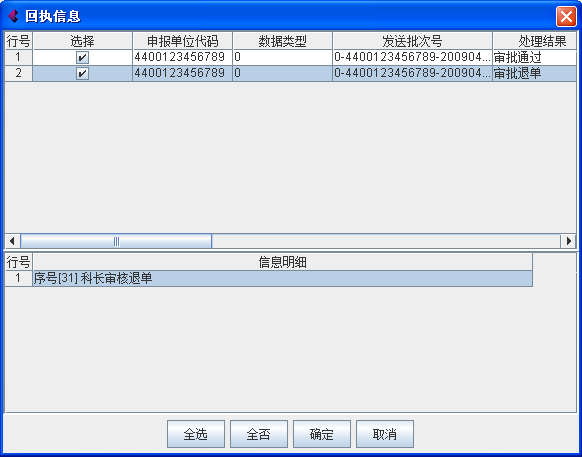 回执信息
行号 选择 申报单位代码 数据类型 发送批次号 处理结果
1 4400123456789 0 0-4400123456789-200904... 审批通过
2 4400123456789 0 0-4400123456789-200904... 审批退单
行号 信息明细
1 序号[31] 科长审核退单
全选 全否 确定 取消